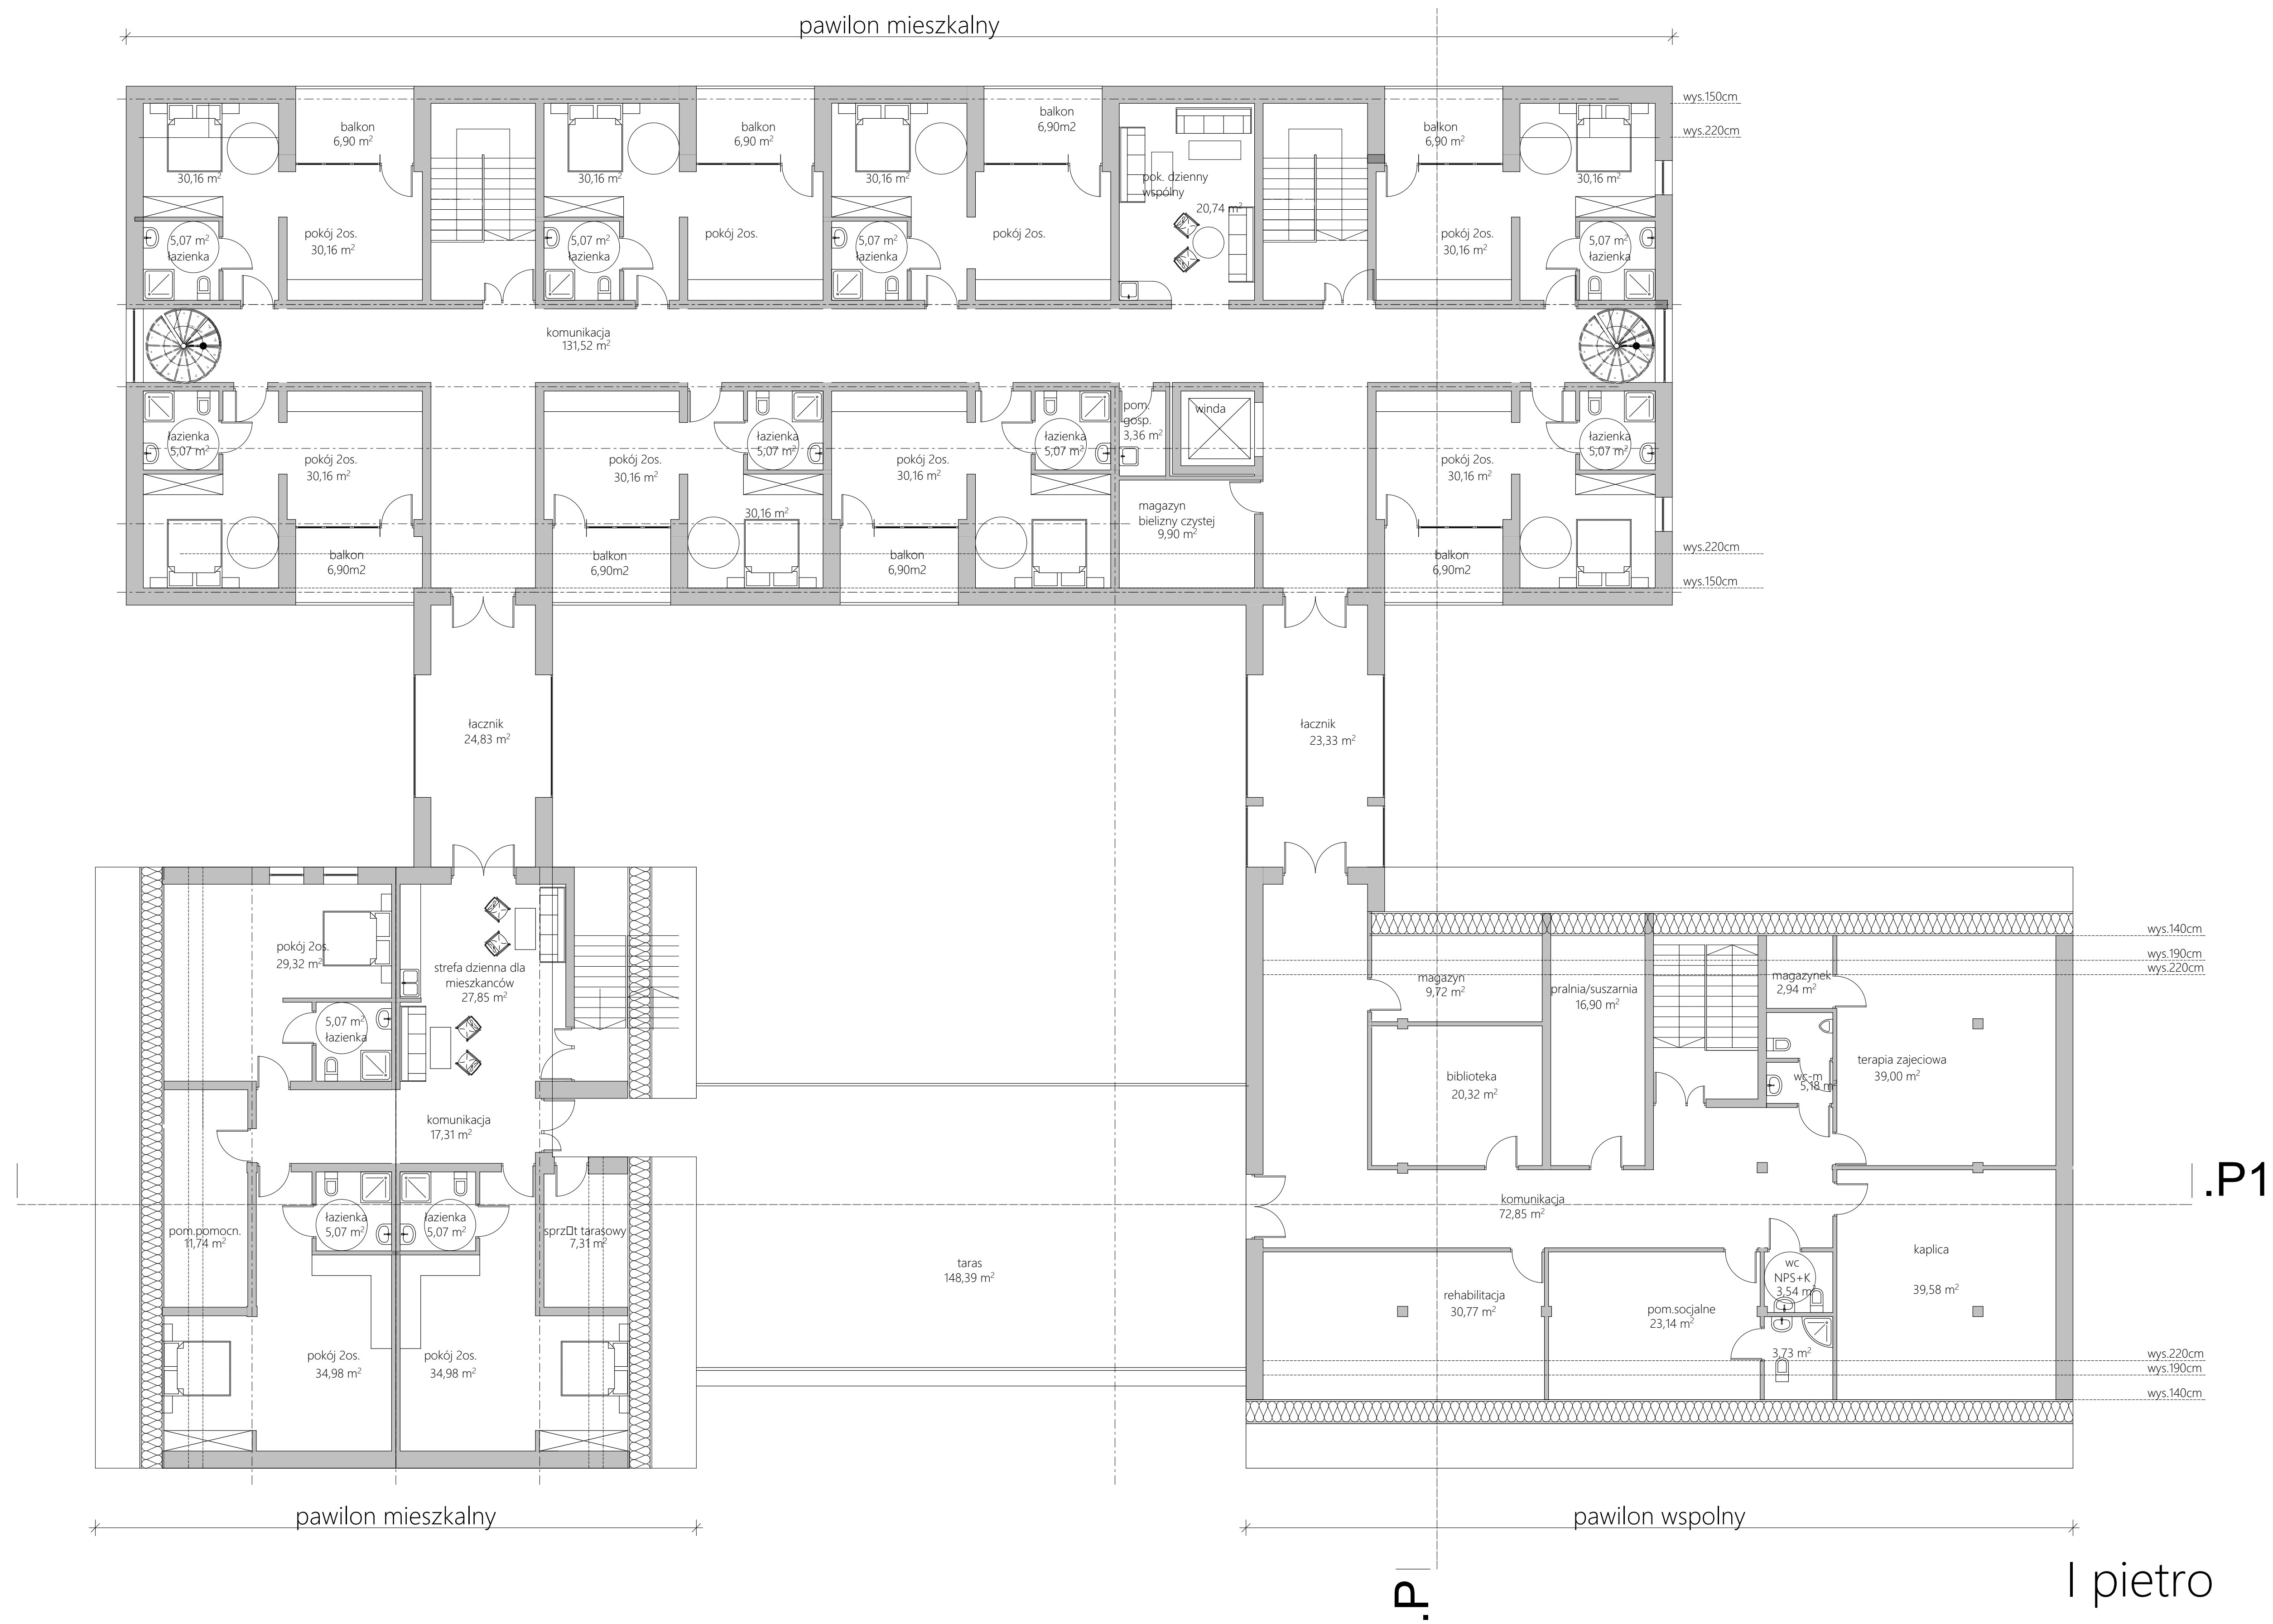 pawilon mieszkalny
wys.150cm
wys.220cm
balkon
6,90 m²
balkon
6,90 m²
balkon
6,90m2
balkon
6,90 m²
30,16 m²
30,16 m²
30,16 m²
pok. dzienny
wspólny
20,74 m²
30,16 m²
5,07 m²
łazienka
pokój 2os.
30,16 m²
5,07 m²
łazienka
pokój 2os.
5,07 m²
łazienka
pokój 2os.
pokój 2os.
30,16 m²
5,07 m²
łazienka
komunikacja
131,52 m²
łazienka
5,07 m²
pokój 2os.
30,16 m²
pokój 2os.
30,16 m²
łazienka
5,07 m²
pokój 2os.
30,16 m²
łazienka
5,07 m²
pom.
gosp.
3,36 m²
winda
pokój 2os.
30,16 m²
łazienka
5,07 m²
30,16 m²
magazyn
bielizny czystej
9,90 m²
balkon
6,90m2
balkon
6,90m2
balkon
6,90m2
balkon
6,90m2
wys.220cm
wys.150cm
łacznik
24,83 m²
łacznik
23,33 m²
pokój 2os.
29,32 m²
strefa dzienna dla
mieszkanców
27,85 m²
5,07 m²
łazienka
komunikacja
17,31 m²
pom.pomocn.
11,74 m²
łazienka
5,07 m²
łazienka
5,07 m²
sprz□t tarasowy
7,31 m²
pokój 2os.
34,98 m²
pokój 2os.
34,98 m²
taras
148,39 m²
wys.140cm
wys.190cm
wys.220cm
magazyn
9,72 m²
pralnia/suszarnia
16,90 m²
magazynek
2,94 m²
biblioteka
20,32 m²
wc-m
5,18 m²
terapia zajeciowa
39,00 m²
komunikacja
72,85 m²
.P1
rehabilitacja
30,77 m²
pom.socjalne
23,14 m²
wc
NPS+K
3,54 m²
3,73 m²
kaplica
39,58 m²
wys.220cm
wys.190cm
wys.140cm
pawilon mieszkalny
pawilon wspolny
.P
I pietro